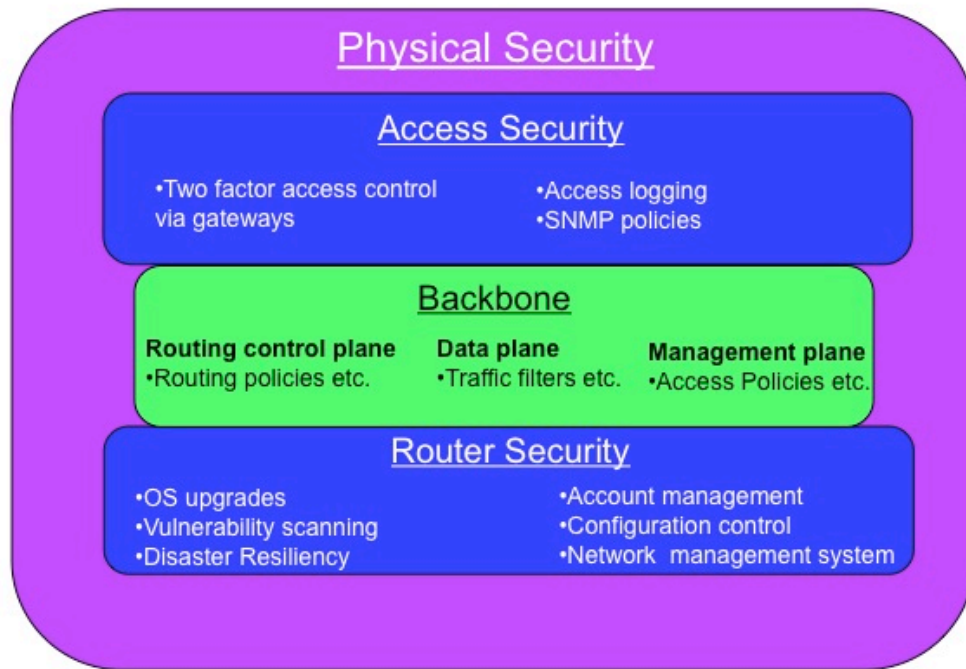 Physical Security
Access Security
•Two factor access control
via gateways
•Access logging
•SNMP policies
Backbone
Routing control plane
•Routing policies etc.
Data plane
•Traffic filters etc.
Management plane
•Access Policies etc.
Router Security
•OS upgrades
•Vulnerability scanning
•Disaster Resiliency
•Account management
•Configuration control
•Network management system